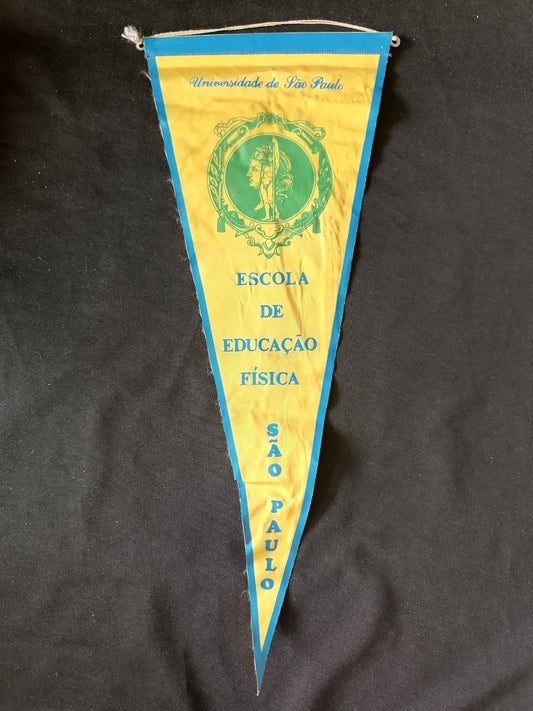 Universidade de São Paulo
ESCOLA
DE
EDUCAÇÃO
FÍSICA
SÃO PAULO